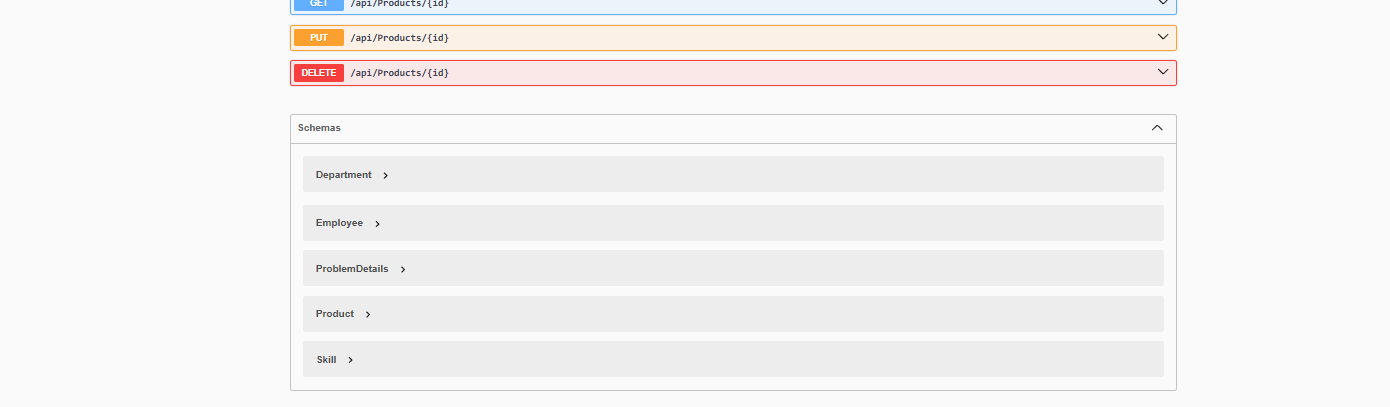 GET /api/Products/{id}
PUT /api/Products/{id}
DELETE /api/Products/{id}
Schemas
Department
Employee
ProblemDetails
Product
Skill